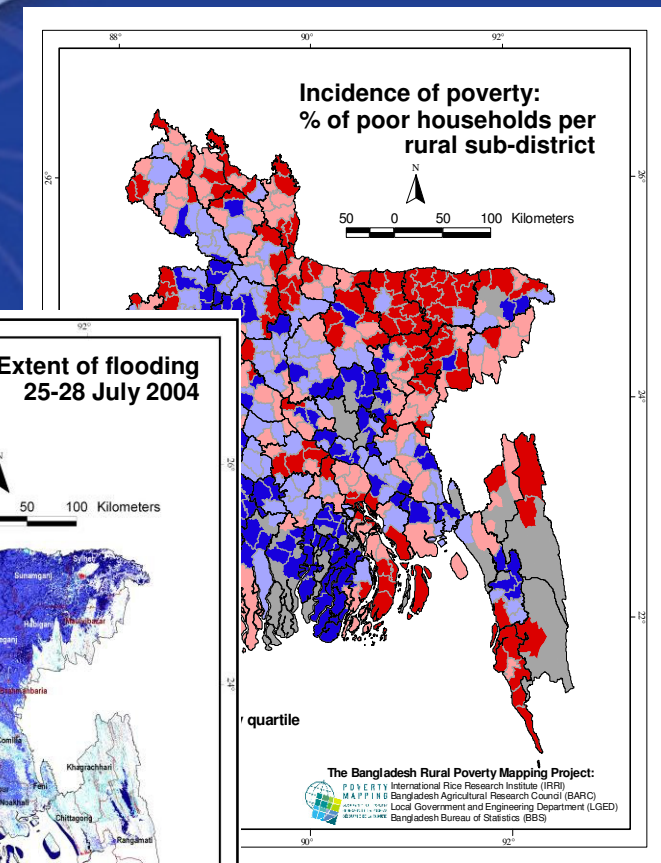 88°
90°
92°
Incidence of poverty:
% of poor households per
rural sub-district
N
50 0 50 100 Kilometers
26°
26°
24°
22°
92°
Extent of flooding
25-28 July 2004
N
50 100 Kilometers
26°
24°
Sylhet
Sunamganj
Habiganj
Brahmanbaria
Comilla
Khagrachhari
Feni
Noakhali
Chittagong
Rangamati
quartile
The Bangladesh Rural Poverty Mapping Project:
POVERTY
MAPPING
International Rice Research Institute (IRRI)
Bangladesh Agricultural Research Council (BARC)
Local Government and Engineering Department (LGED)
Bangladesh Bureau of Statistics (BBS)
90°
92°